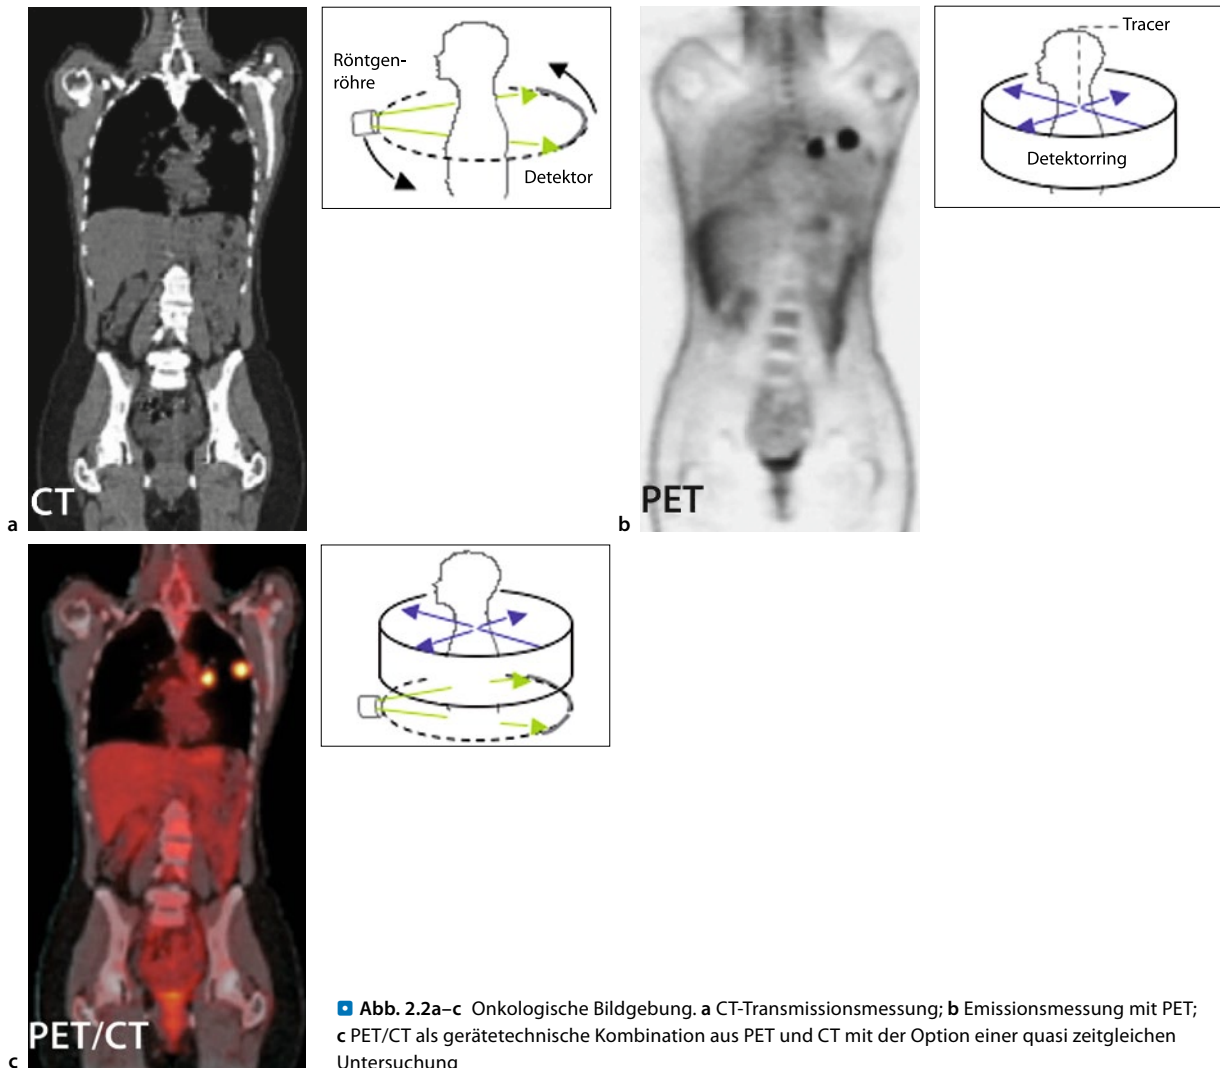 Röntgen-
röhre
Detektor
CT
a
Tracer
Detektorring
PET
b
PET/CT
c
Abb. 2.2a–c Onkologische Bildgebung. a CT-Transmissionsmessung; b Emissionsmessung mit PET;
c PET/CT als gerätetechnische Kombination aus PET und CT mit der Option einer quasi zeitgleichen
Untersuchung